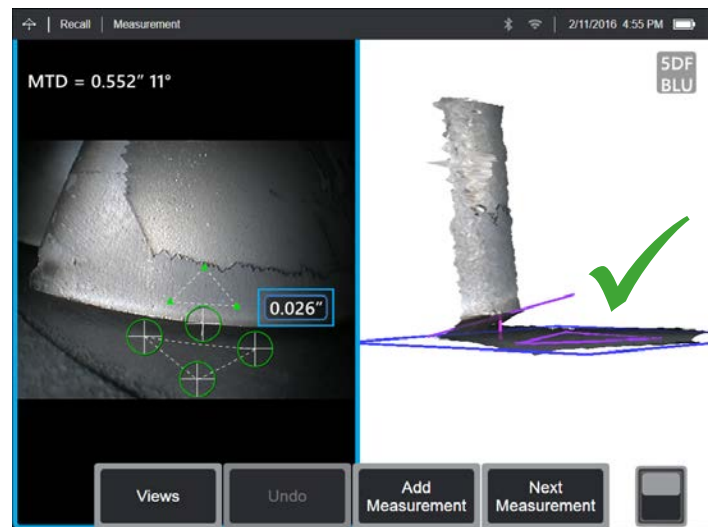 Recall | Measurement
2/11/2016 4:55 PM
MTD = 0.552" 11°
5DF
BLU
0.026"
Views
Undo
Add
Measurement
Next
Measurement